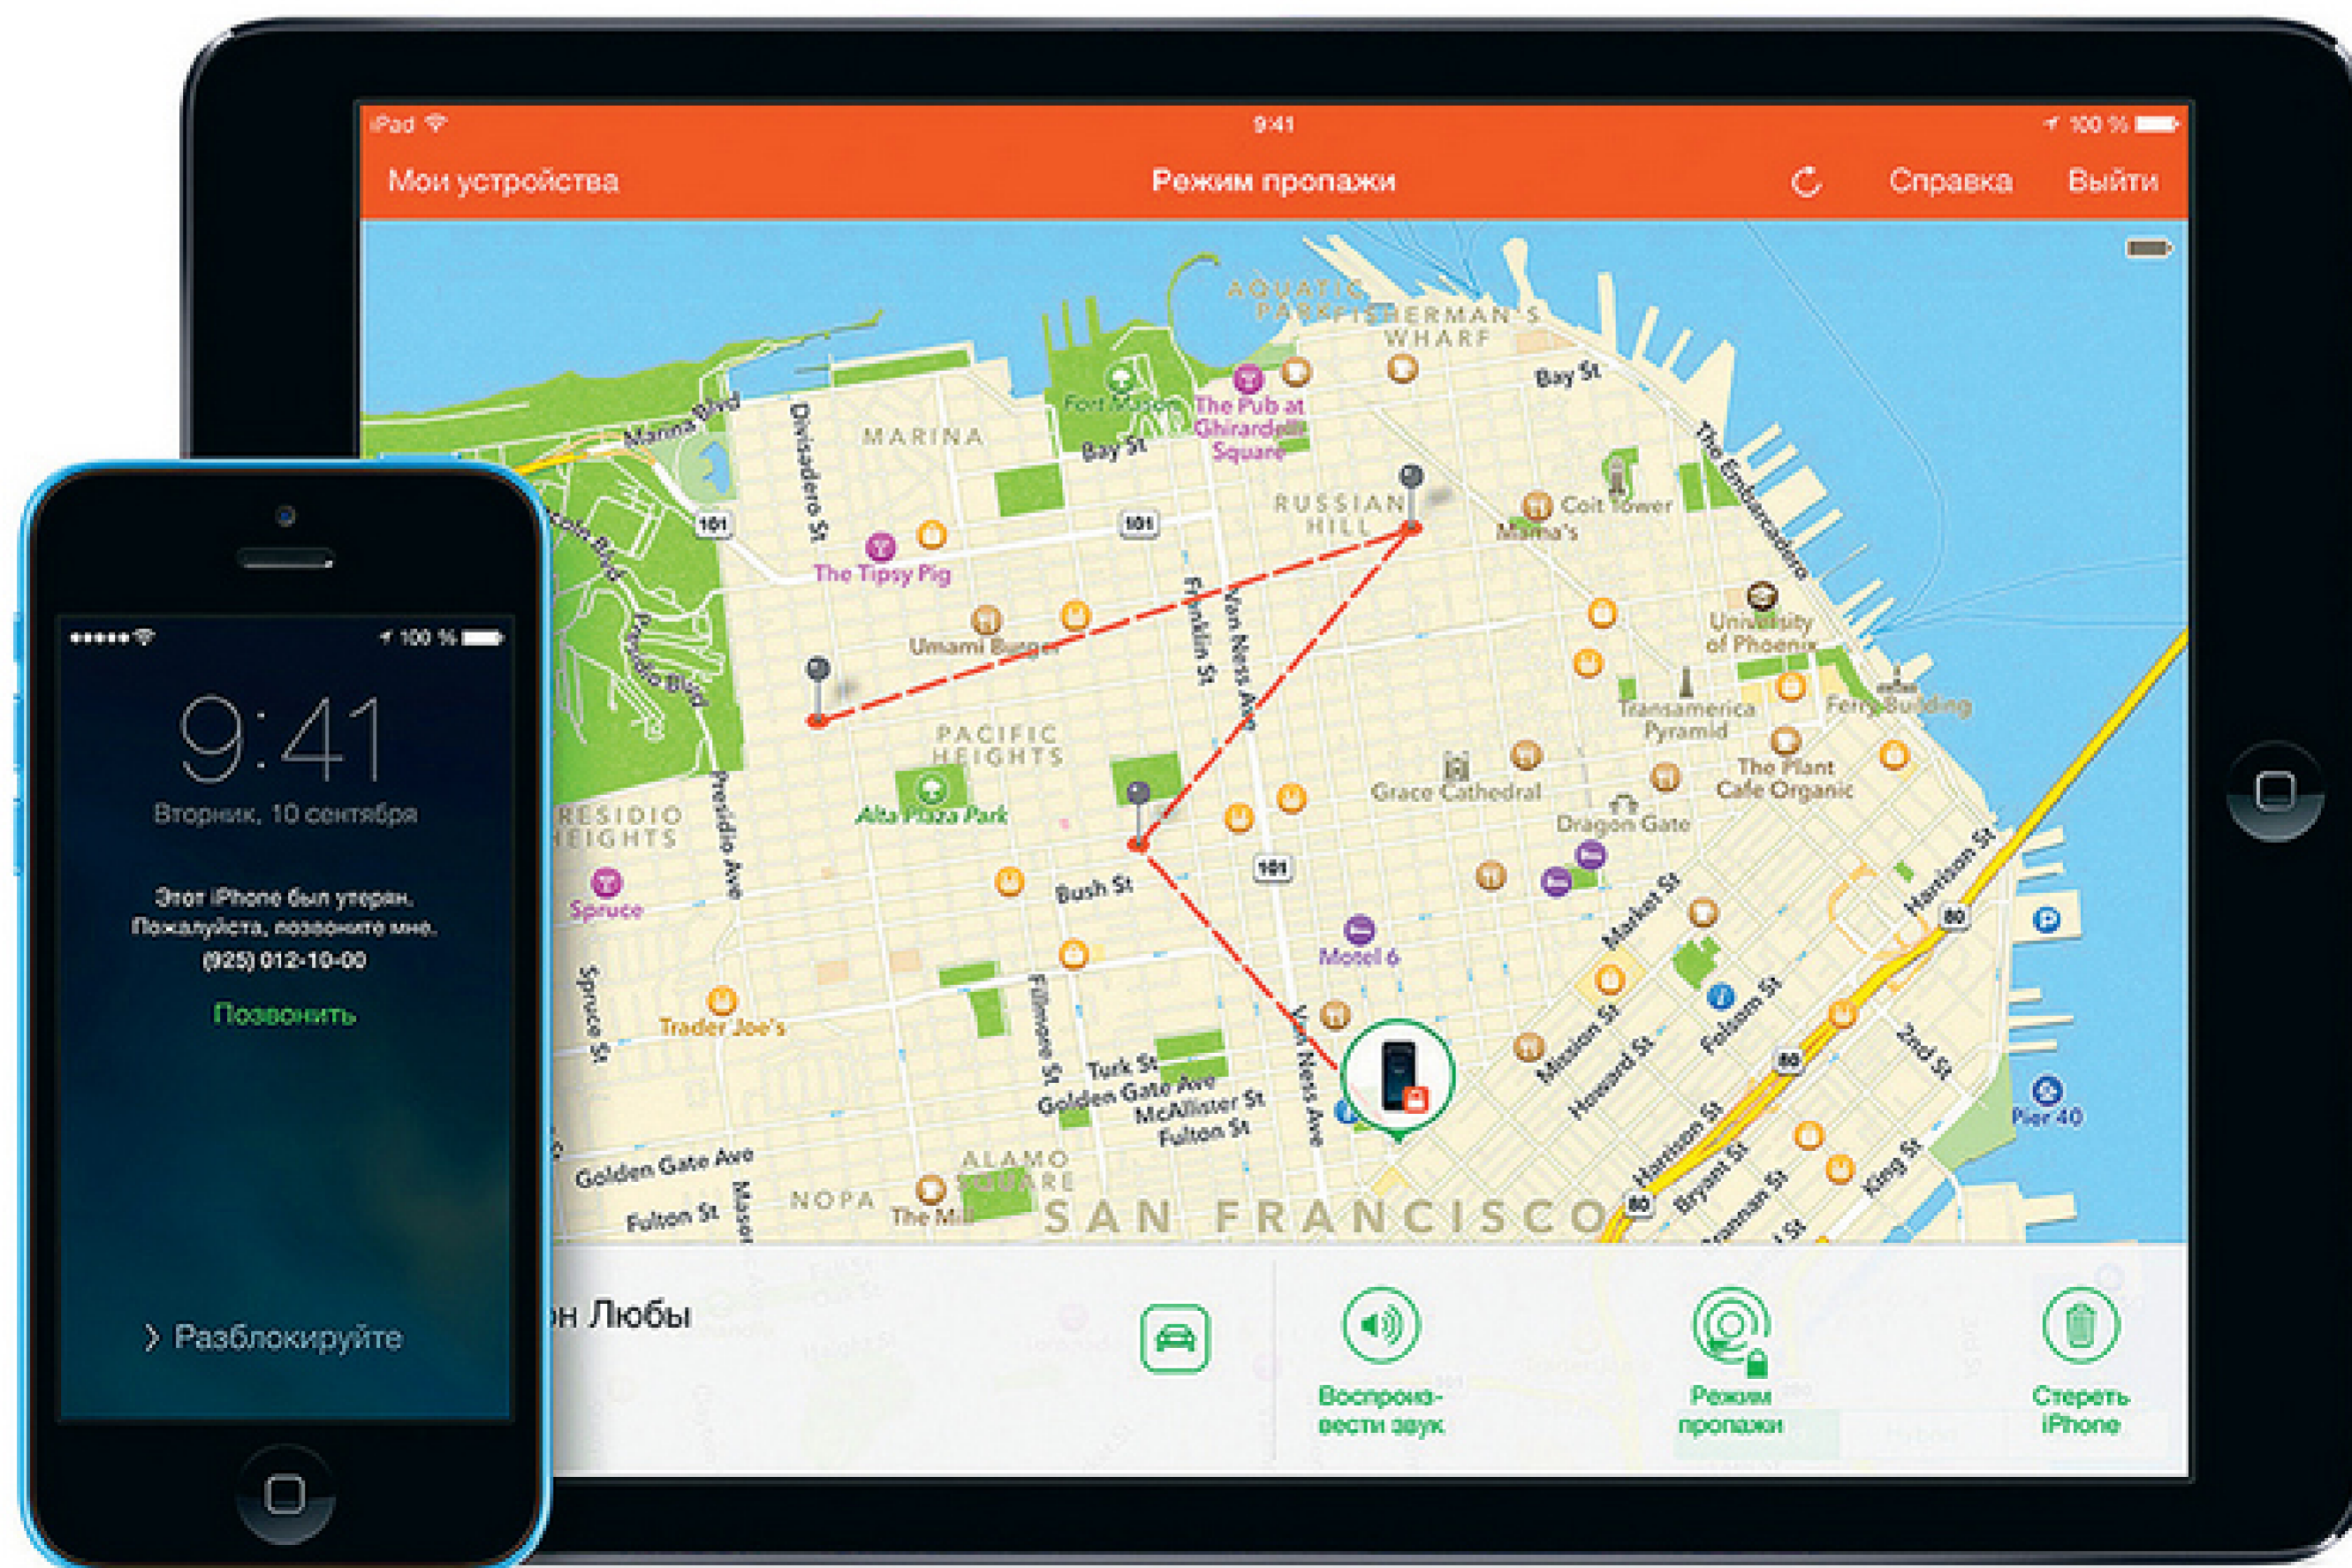 iPad
9:41
100 %
Мои устройства
Режим пропажи
Справка
Выйти
AQUATIC
PARK
FISHERMAN'S
WHARF
Bay St
Fort Mason
The Pub at
Ghirardelli
Square
Marina Blvd
Divisadero St
MARINA
Bay St
The Embarcadero
RUSSIAN
HILL
Coit Tower
Mama's
101
101
The Tipsy Pig
Lincoln Blvd
Franklin St
Van Ness Ave
Umami Burger
University
of Phoenix
Presidio Blvd
Transamerica
Pyramid
Ferry Building
PACIFIC
HEIGHTS
The Plant
Cafe Organic
Grace Cathedral
Alta Plaza Park
Dragon Gate
RESIDIO
HEIGHTS
Presidio Ave
101
Bush St
Harrison St
Market St
80
Spruce
Motel 6
Spruce St
Fillmore St
Trader Joe's
Van Ness Ave
Mission St
Folsom St
Howard St
2nd St
80
Turk St
Golden Gate Ave
McAllister St
Fulton St
Pier 40
Harrison St
Bryant St
King St
Golden Gate Ave
ALAMO
SQUARE
NOPA
The Mill
Fulton St
SAN FRANCISCO
80
annan St
он Любы
Воспроиз-
вести звук
Режим
пропажи
Стереть
iPhone
100 %
9:41
Вторник, 10 сентября
Этот iPhone был утерян.
Пожалуйста, позвоните мне.
(925) 012-10-00
Позвонить
> Разблокируйте